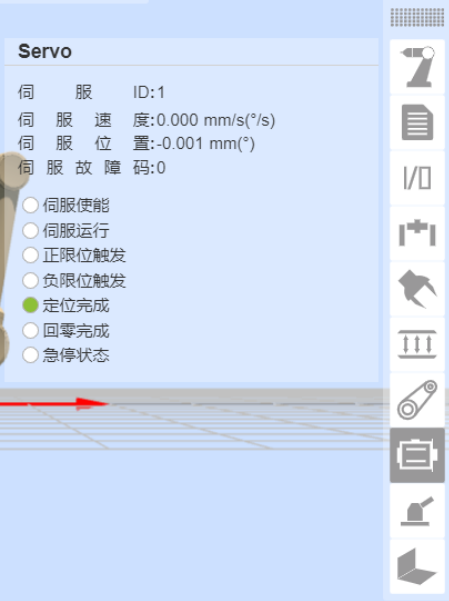 Servo
伺服ID:1
伺服速度:0.000 mm/s(°/s)
伺服位置:-0.001 mm(°)
伺服故障码:0
伺服使能
伺服运行
正限位触发
负限位触发
定位完成
回零完成
急停状态
I/O